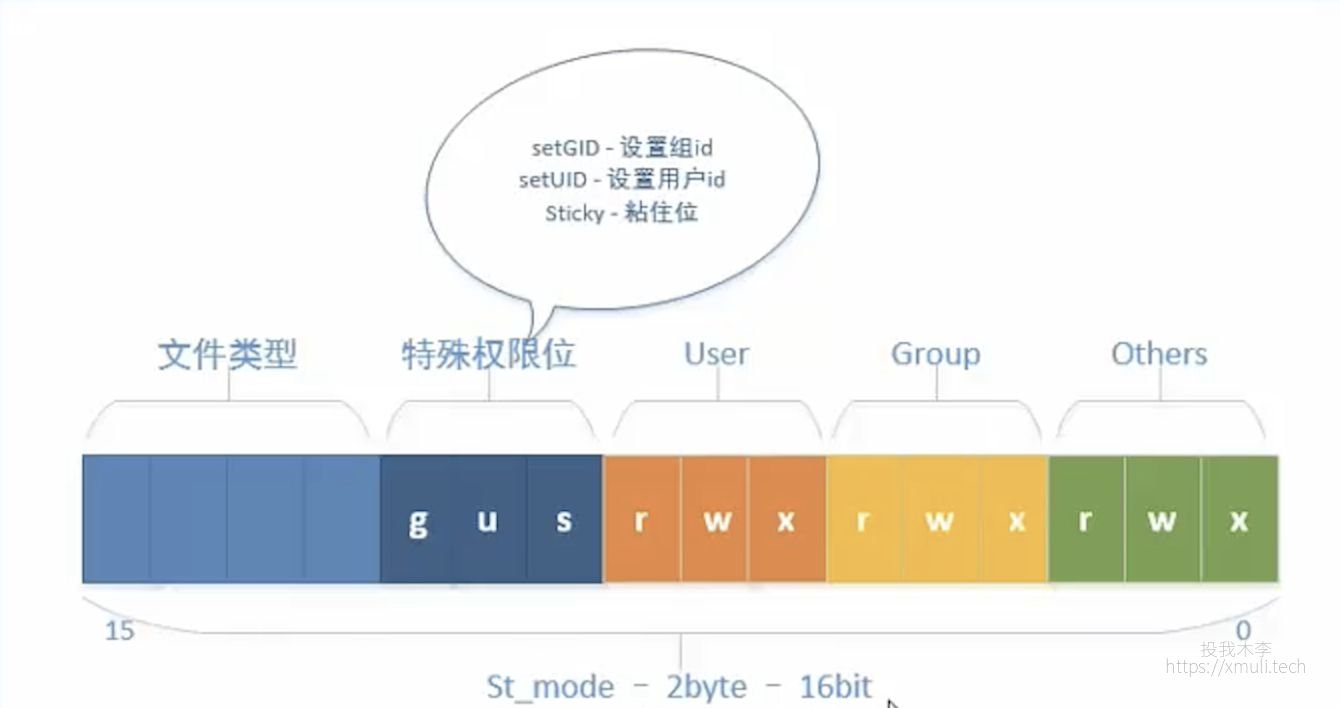 setGID - 设置组id
setUID - 设置用户id
Sticky - 粘住位
文件类型 特殊权限位 User Group Others
g u s r w x r w x r w x
15 0
投我木李
https://xmuli.tech
St_mode - 2byte - 16bit